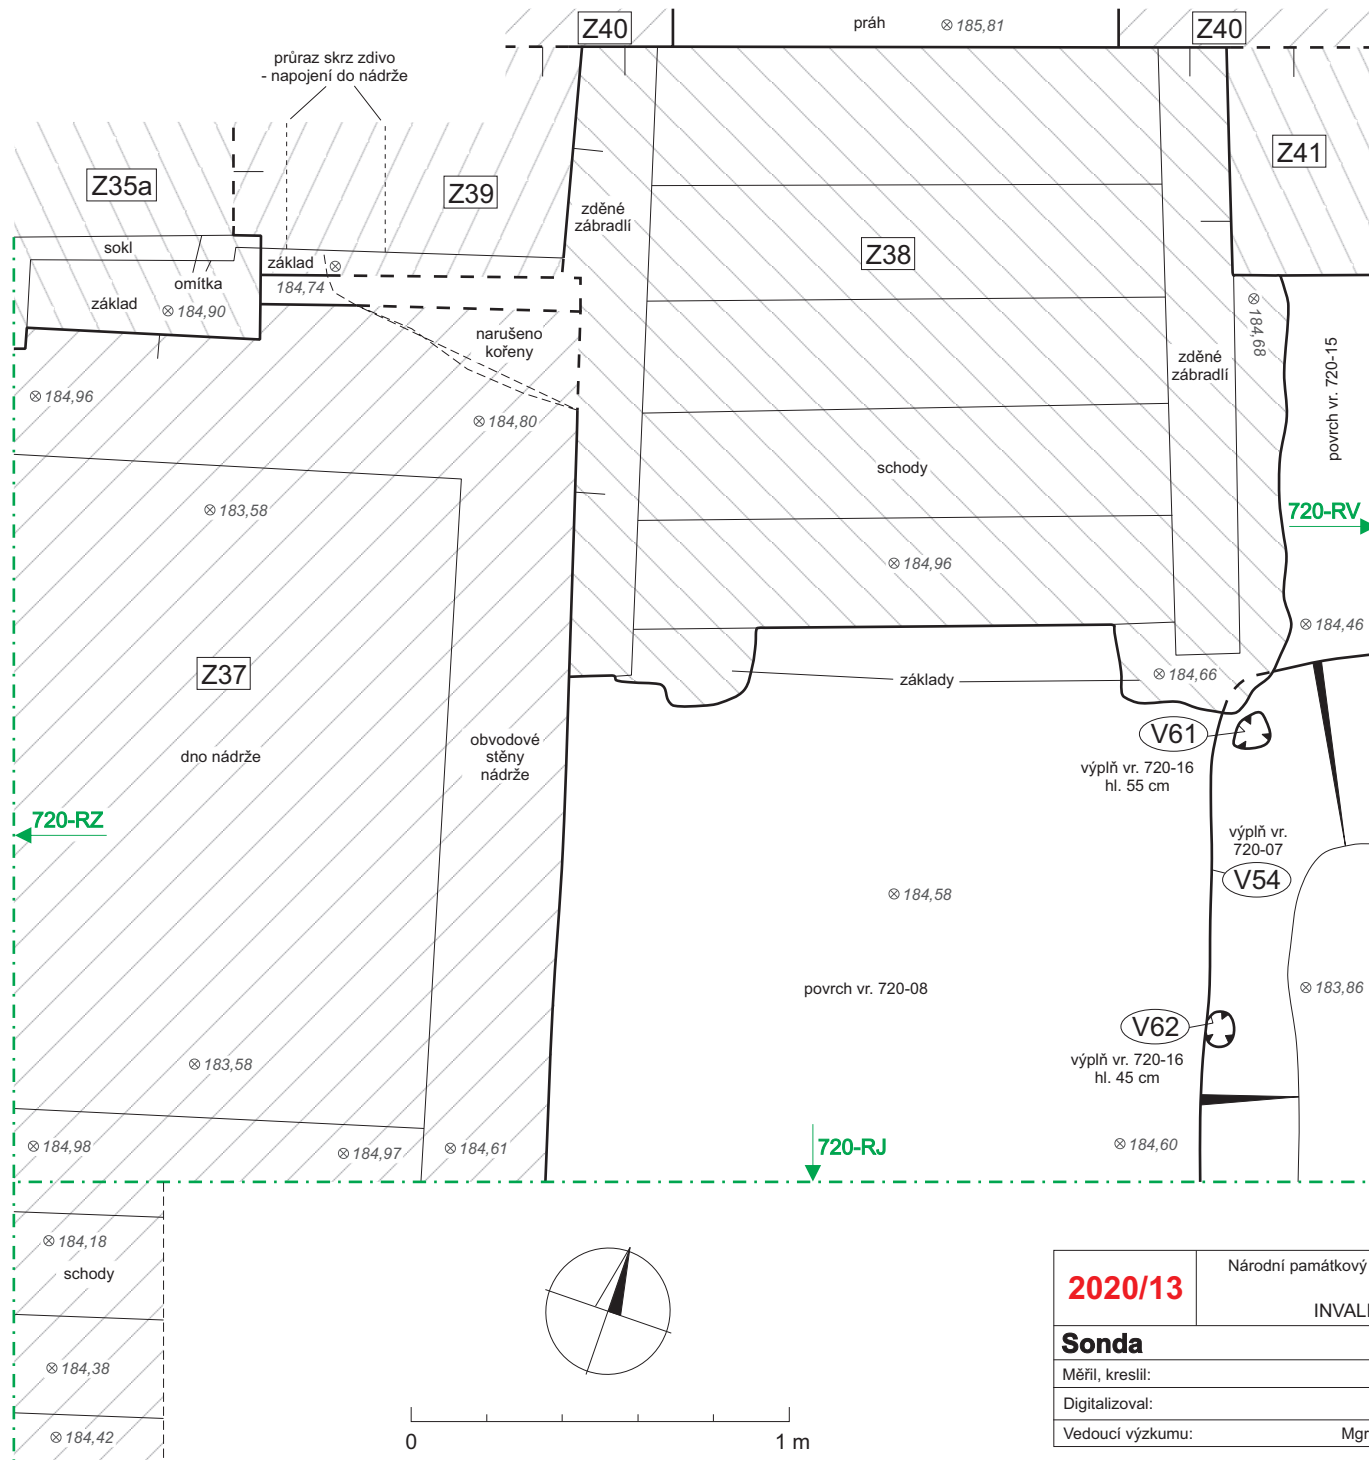 Z40
práh
185,81
Z40
průraz skrz zdivo
- napojení do nádrže
Z35a
Z39
Z41
zděné
zábradlí
Z38
sokl
omítka
základ
184,90
základ
184,74
184,68
narušeno
kořeny
zděné
zábradlí
povrch vr. 720-15
184,96
184,80
schody
183,58
720-RV
184,96
184,46
Z37
základy
184,66
V61
výplň vr. 720-16
hl. 55 cm
dno nádrže
obvodové
stěny
nádrže
720-RZ
výplň vr.
720-07
V54
184,58
povrch vr. 720-08
183,86
V62
výplň vr. 720-16
hl. 45 cm
183,58
184,98
184,97
184,61
720-RJ
184,60
184,18
schody
184,38
184,42
0
1 m
2020/13
Národní památkový
INVALI
Sonda
Měřil, kreslil:
Digitalizoval:
Vedoucí výzkumu:
Mgr